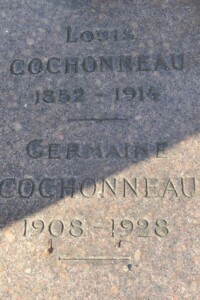 Louis
COCHONNEAU
1852 - 1914
GERMAINE
COCHONNEAU
1908 - 1928